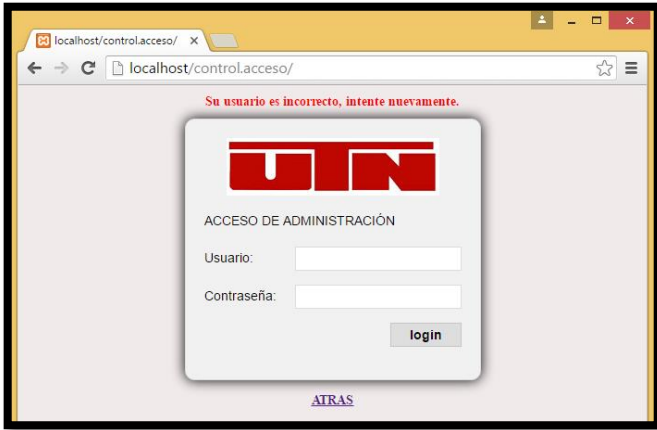 localhost/control.acceso/
localhost/control.acceso/
Su usuario es incorrecto, intente nuevamente.
UTN
ACCESO DE ADMINISTRACIÓN
Usuario:
Contraseña:
login
ATRAS